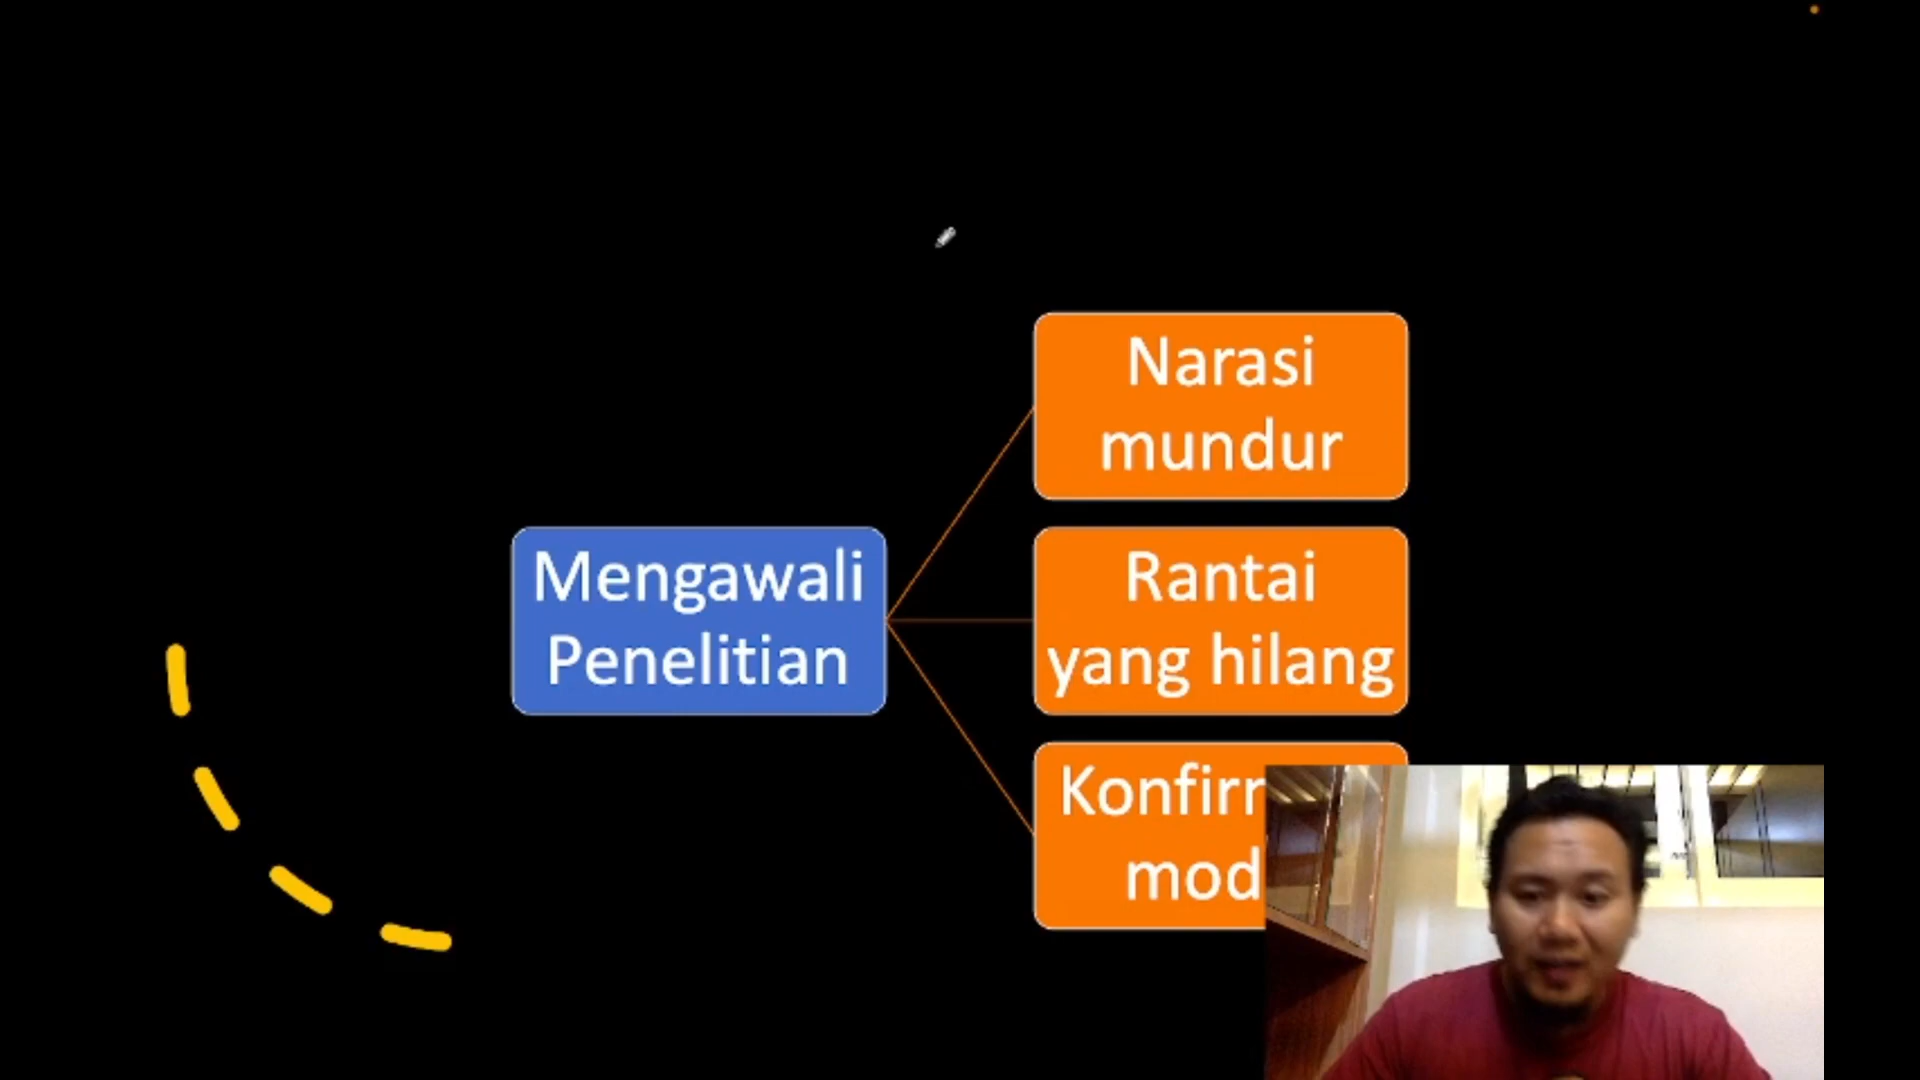 Mengawali
Penelitian
Narasi
mundur
Rantai
yang hilang